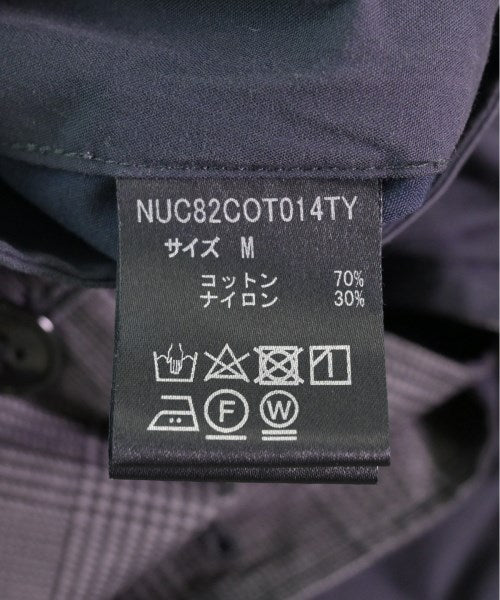 NUC82COT014TY
サイズ M
コットン 70%
ナイロン 30%
F W